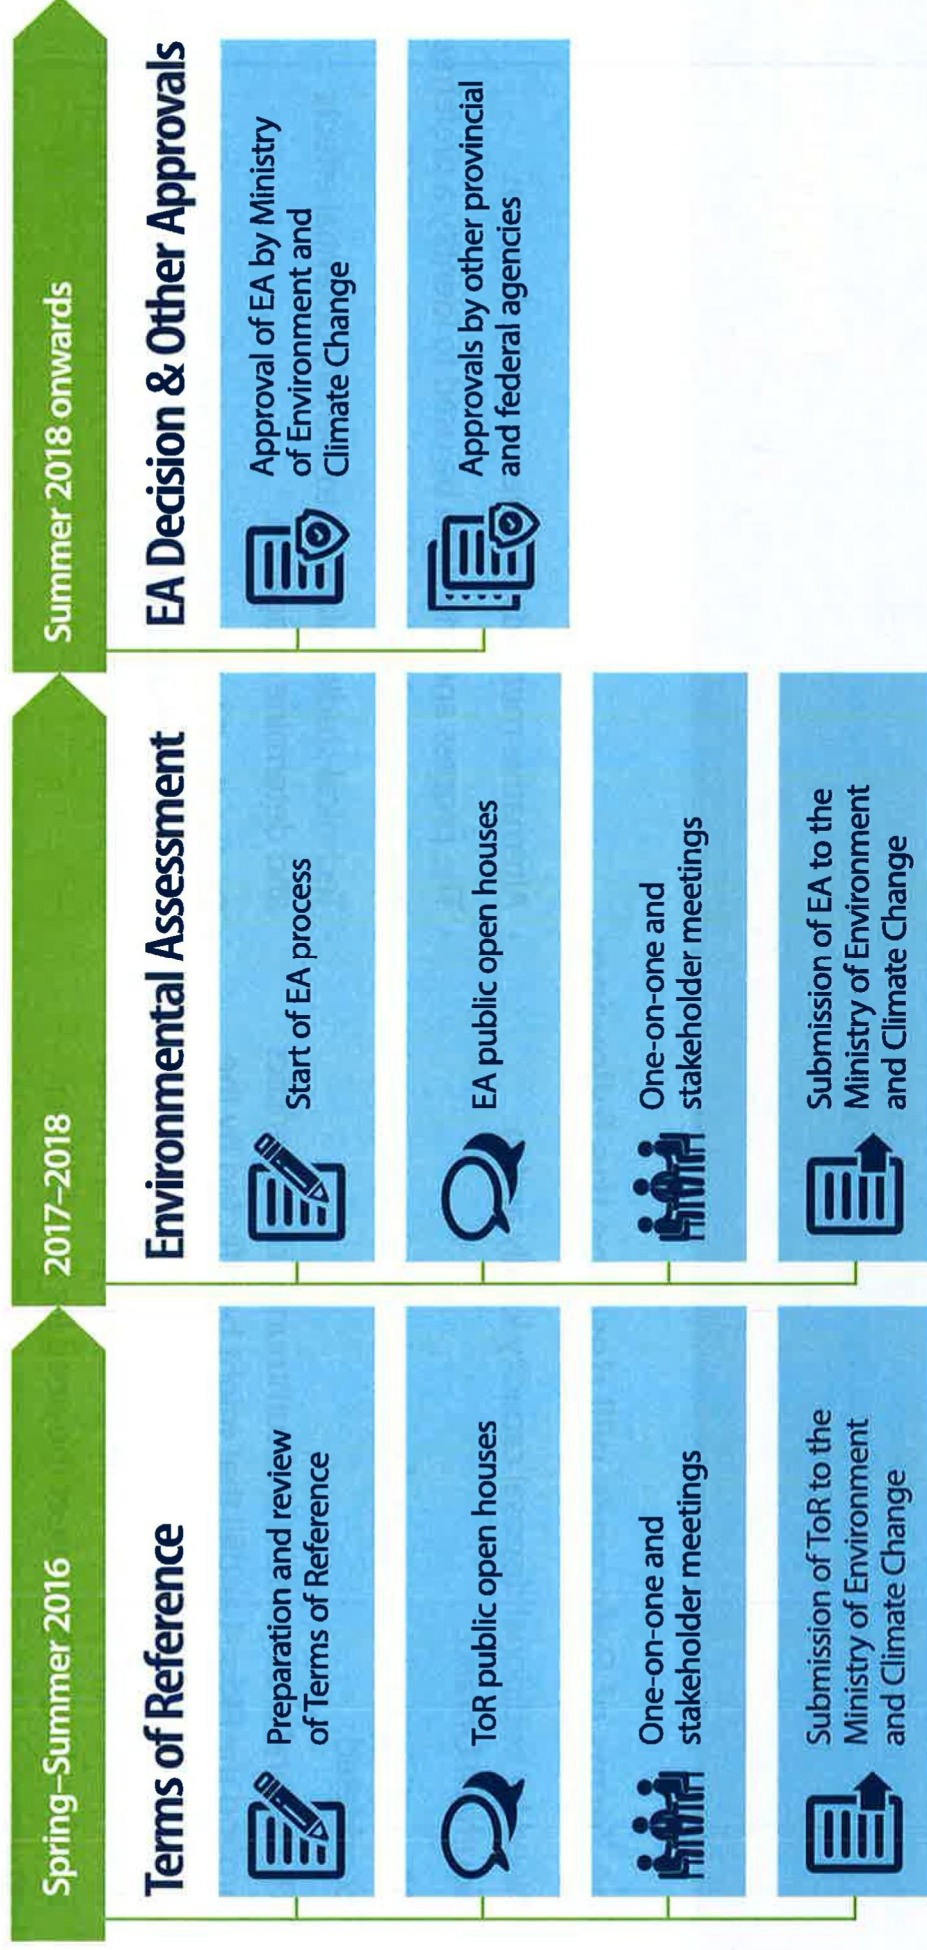 Spring–Summer 2016
Terms of Reference
Preparation and review
of Terms of Reference
ToR public open houses
One-on-one and
stakeholder meetings
Submission of ToR to the
Ministry of Environment
and Climate Change
2017–2018
Environmental Assessment
Start of EA process
EA public open houses
One-on-one and
stakeholder meetings
Submission of EA to the
Ministry of Environment
and Climate Change
Summer 2018 onwards
EA Decision & Other Approvals
Approval of EA by Ministry
of Environment and
Climate Change
Approvals by other provincial
and federal agencies